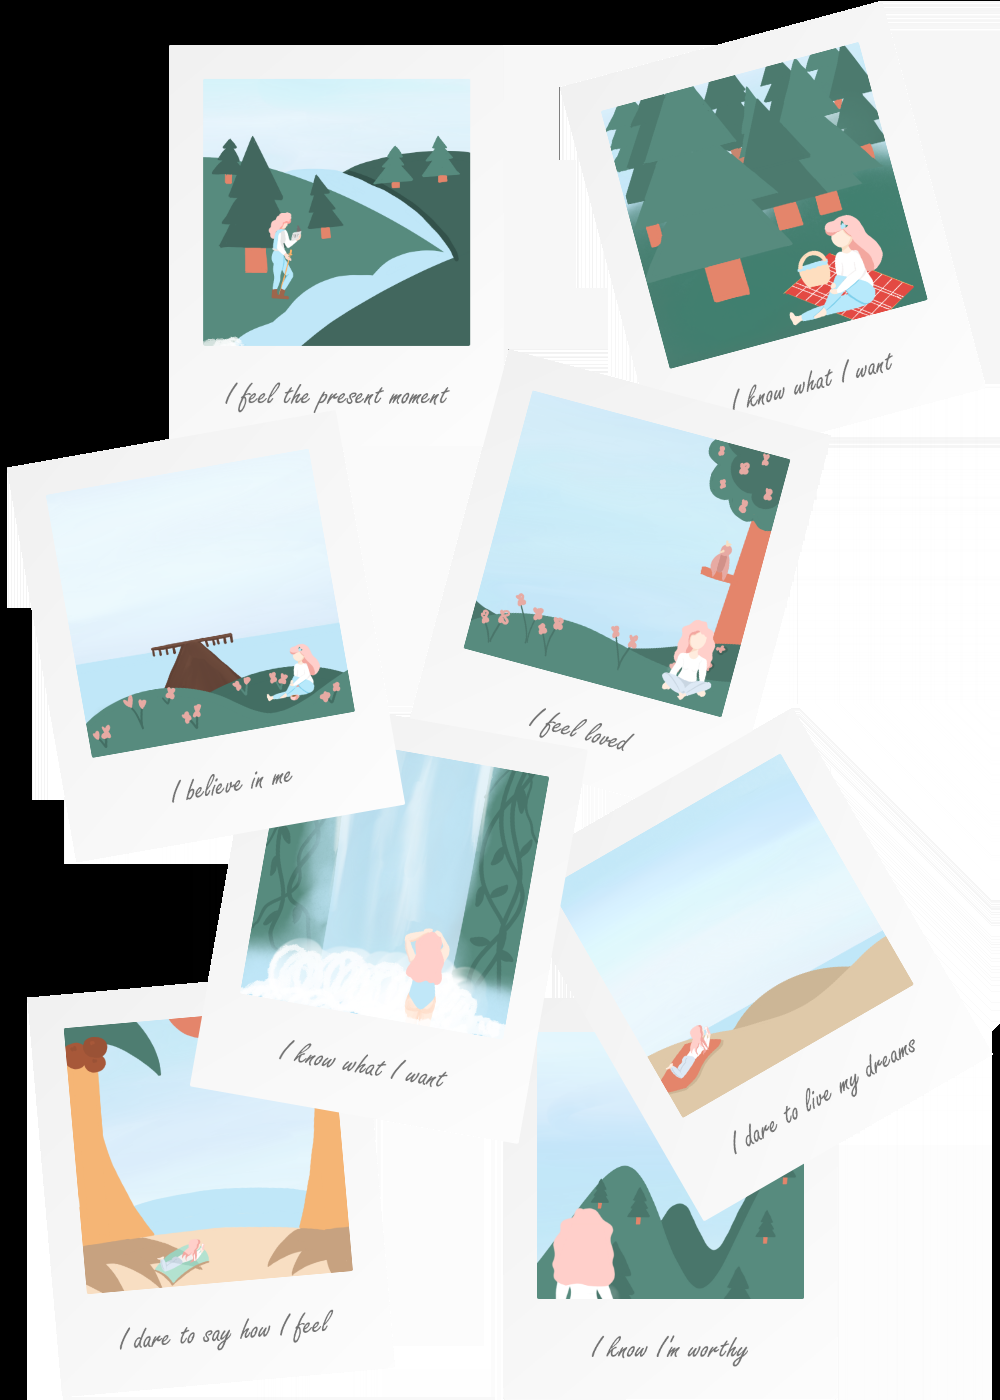 I feel the present moment
I know what I want
I believe in me
I feel loved
I know what I want
I dare to live my dreams
I dare to say how I feel
I know I'm worthy